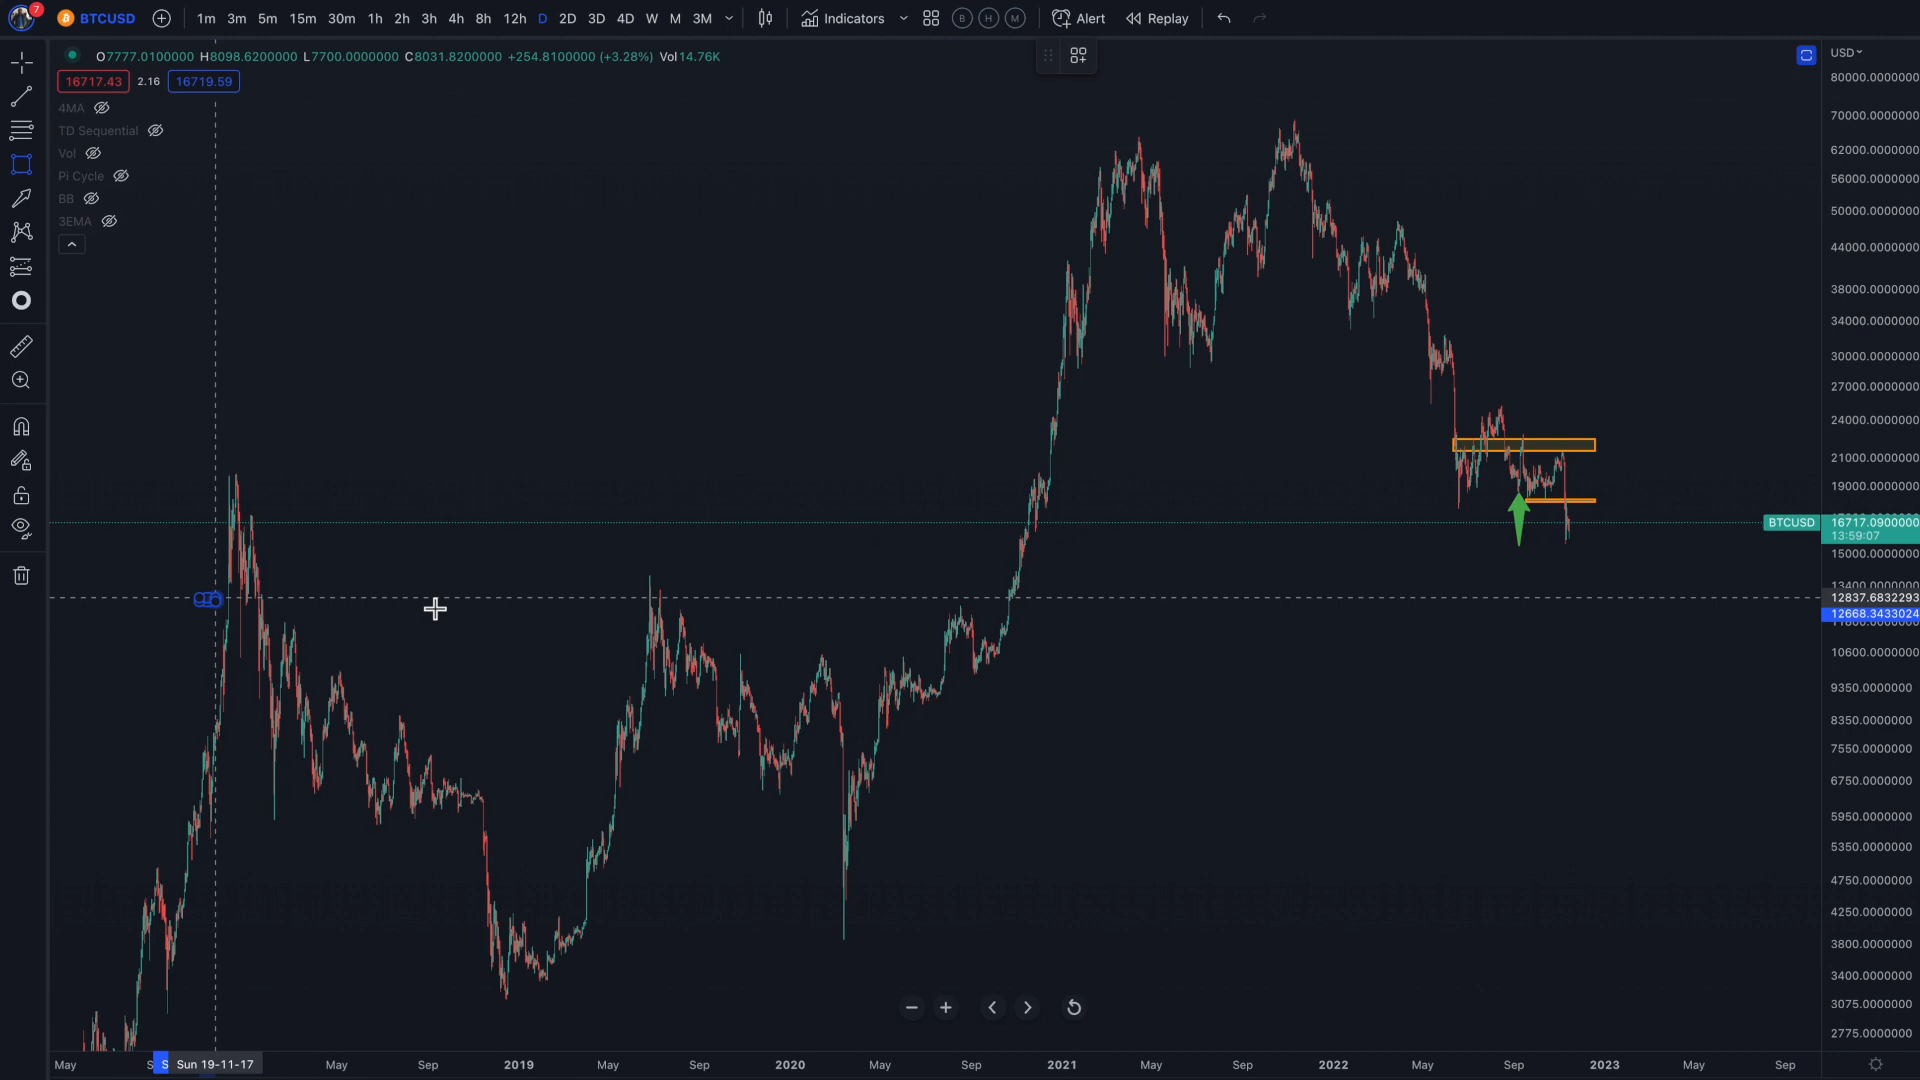 7 BTCUSD 1m 3m 5m 15m 30m 1h 2h 3h 4h 8h 12h D 2D 3D 4D W M 3M Indicators B H M Alert Replay
O7777.0100000 H8098.6200000 L7700.0000000 C8031.8200000 +254.8100000 (+3.28%) Vol14.76K
USD
16717.43 2.16 16719.59
4MA
TD Sequential
Vol
Pi Cycle
BB
3EMA
80000.0000000
70000.0000000
62000.0000000
56000.0000000
50000.0000000
44000.0000000
38000.0000000
34000.0000000
30000.0000000
27000.0000000
24000.0000000
21000.0000000
19000.0000000
BTCUSD 16717.0900000
13:59:07
15000.0000000
13400.0000000
12837.6832293
12668.3433024
10600.0000000
9350.0000000
8350.0000000
7550.0000000
6750.0000000
5950.0000000
5350.0000000
4750.0000000
4250.0000000
3800.0000000
3400.0000000
3075.0000000
2775.0000000
May S S Sun 19-11-17 May Sep 2019 May Sep 2020 May Sep 2021 May Sep 2022 May Sep 2023 May Sep